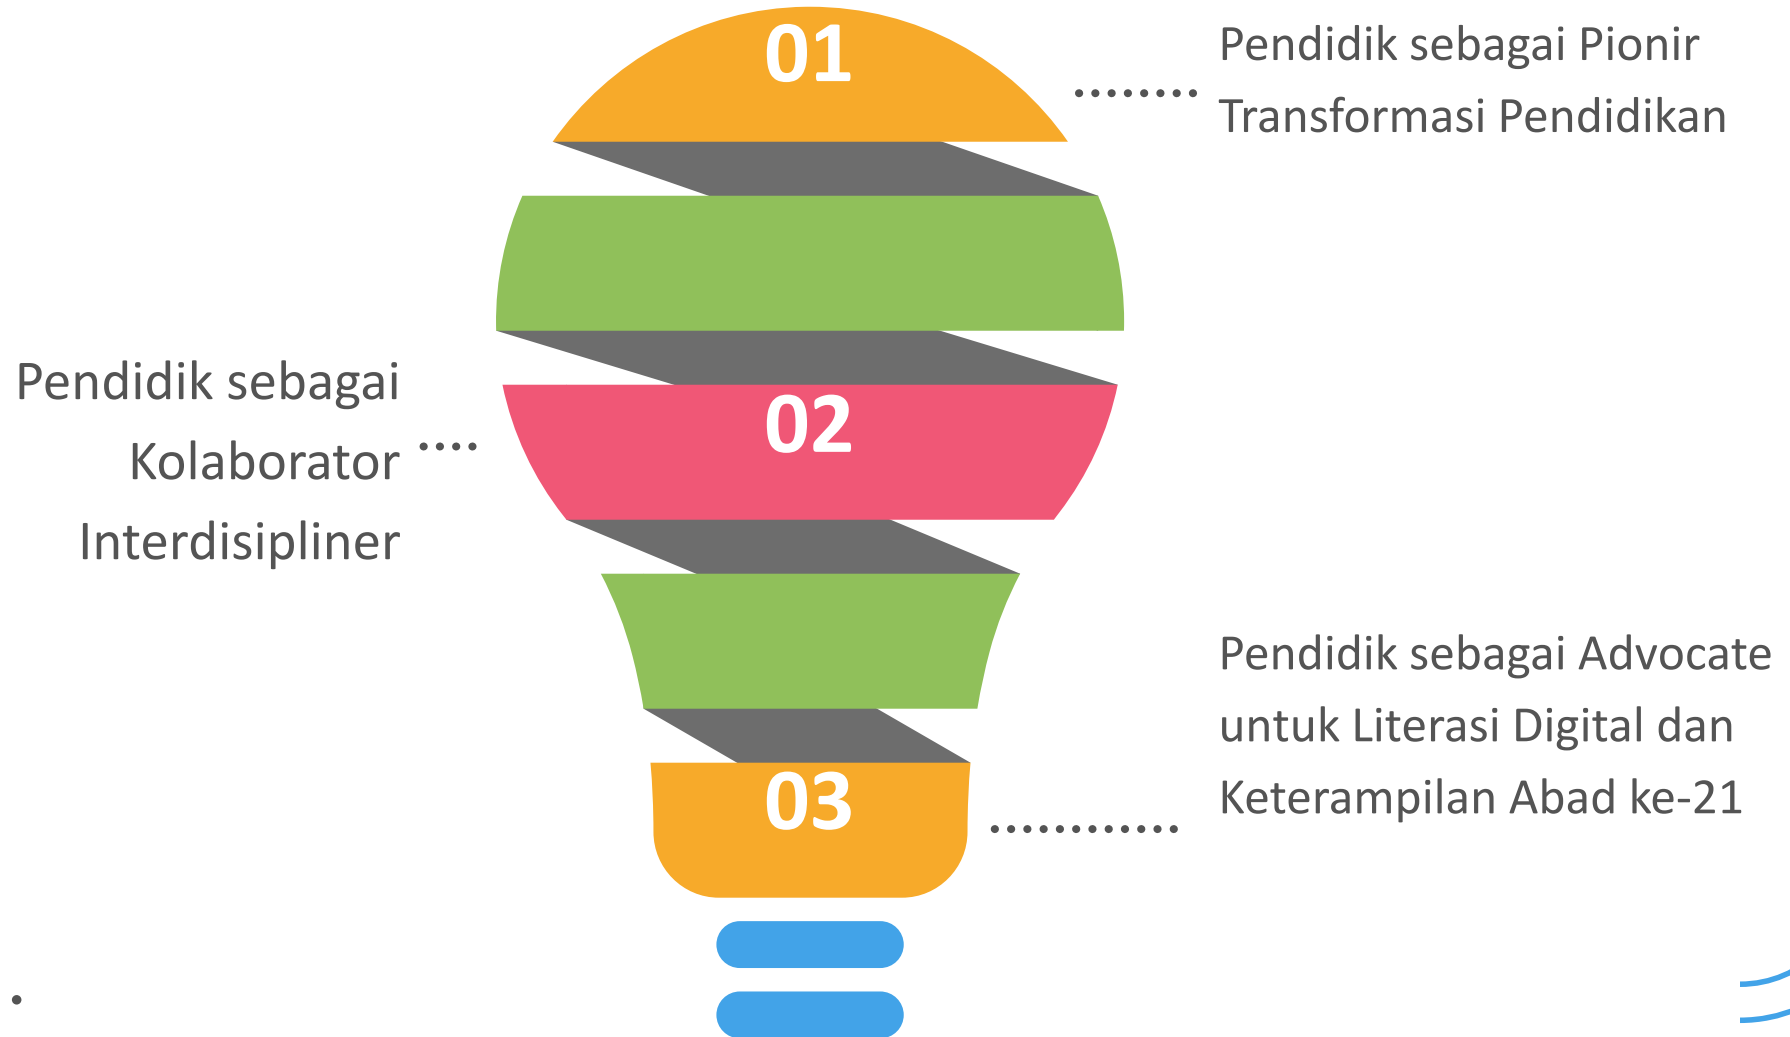 01
Pendidik sebagai Pionir
Transformasi Pendidikan
Pendidik sebagai
Kolaborator
Interdisipliner
02
03
Pendidik sebagai Advocate
untuk Literasi Digital dan
Keterampilan Abad ke-21